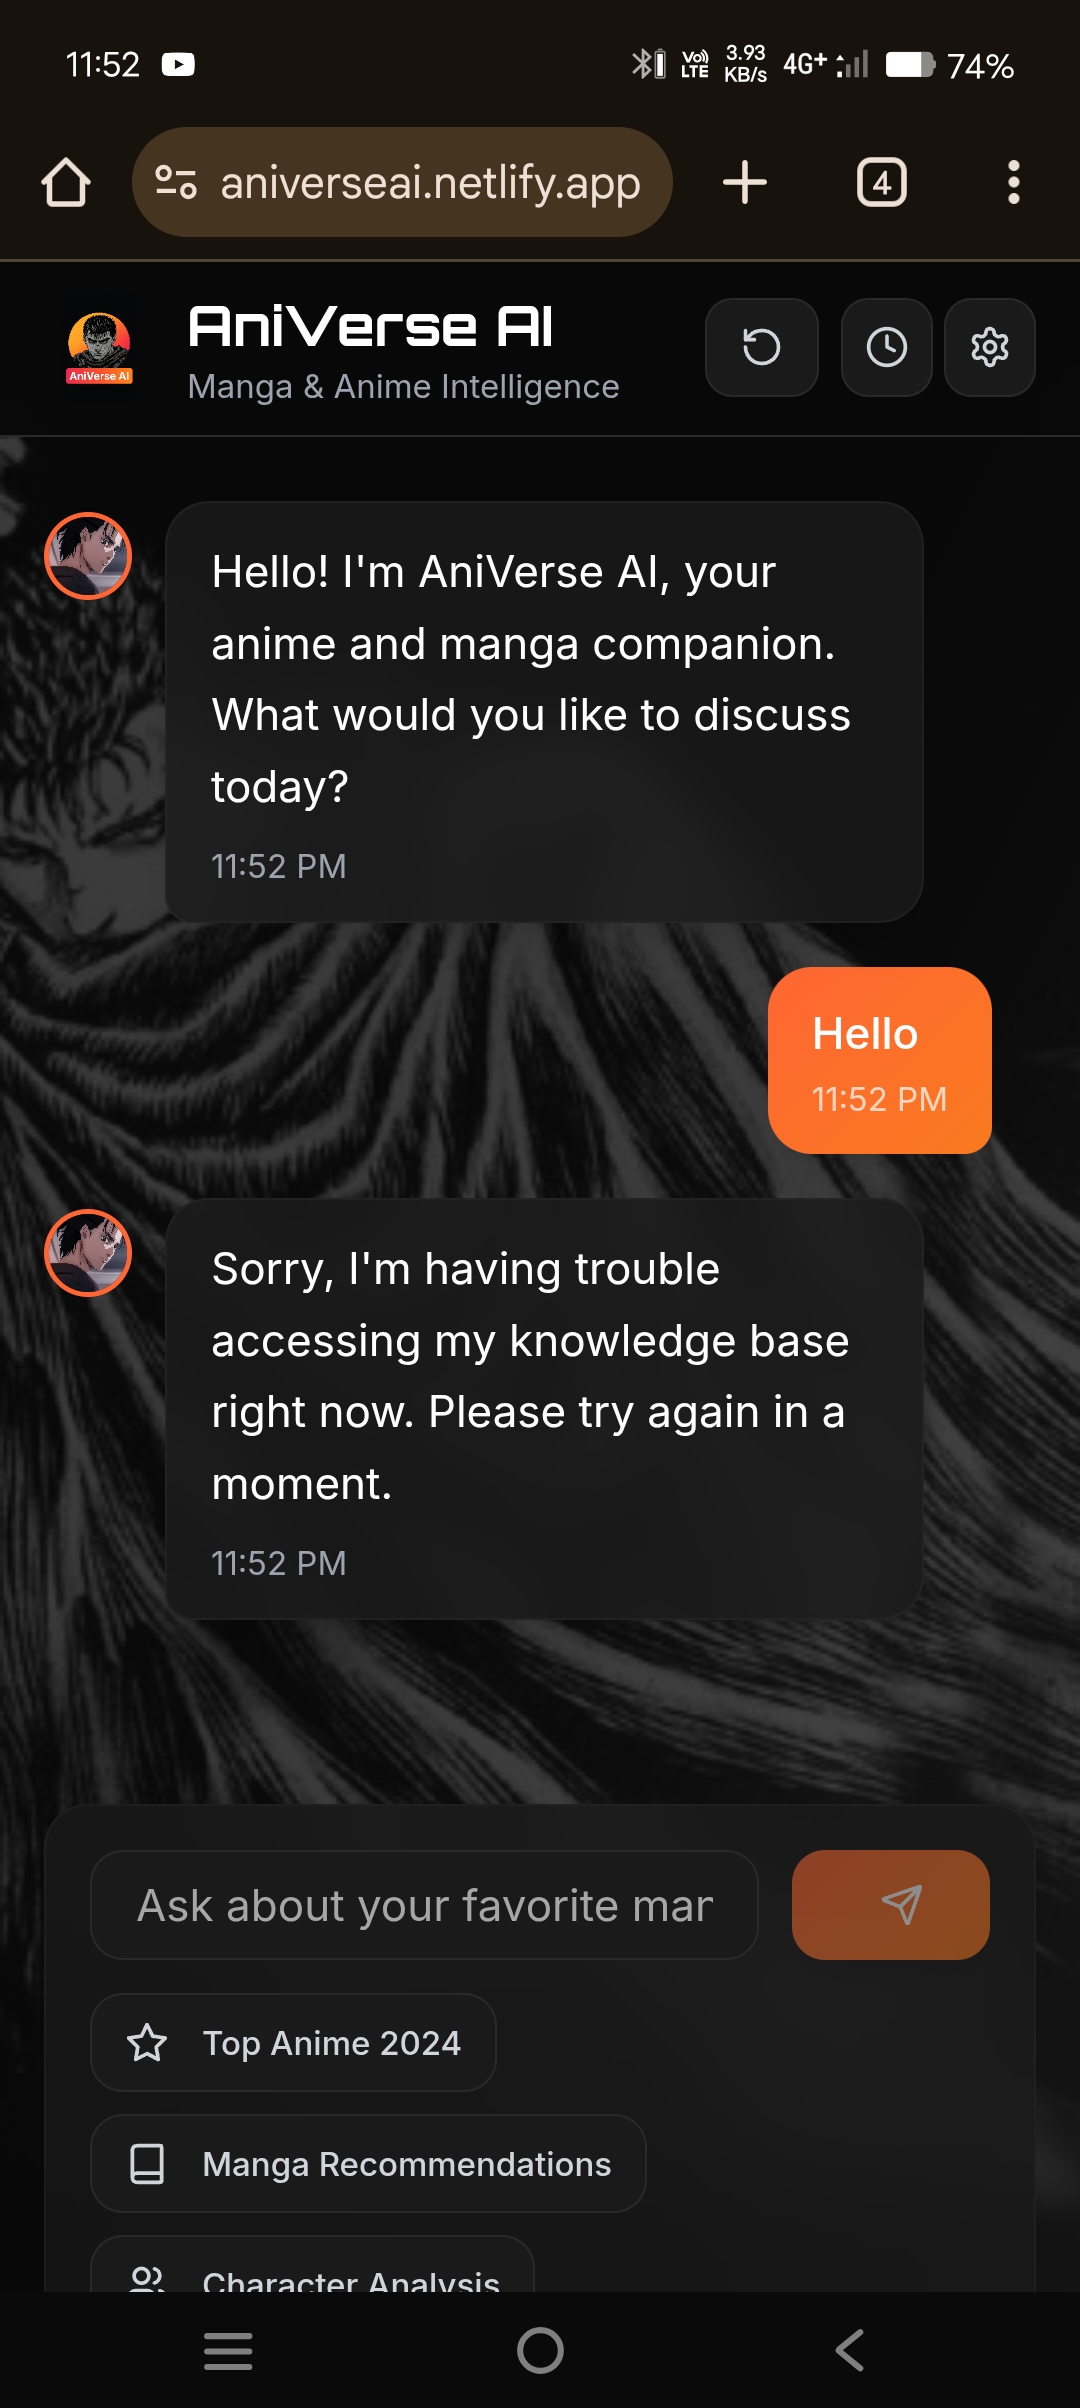 11:52
Vo)) LTE
3.93 KB/s
4G+
74%
aniverseai.netlify.app
4
AniVerse AI
AniVerse AI
Manga & Anime Intelligence
Hello! I'm AniVerse AI, your
anime and manga companion.
What would you like to discuss
today?
11:52 PM
Hello
11:52 PM
Sorry, I'm having trouble
accessing my knowledge base
right now. Please try again in a
moment.
11:52 PM
Ask about your favorite mar
Top Anime 2024
Manga Recommendations
Character Analysis